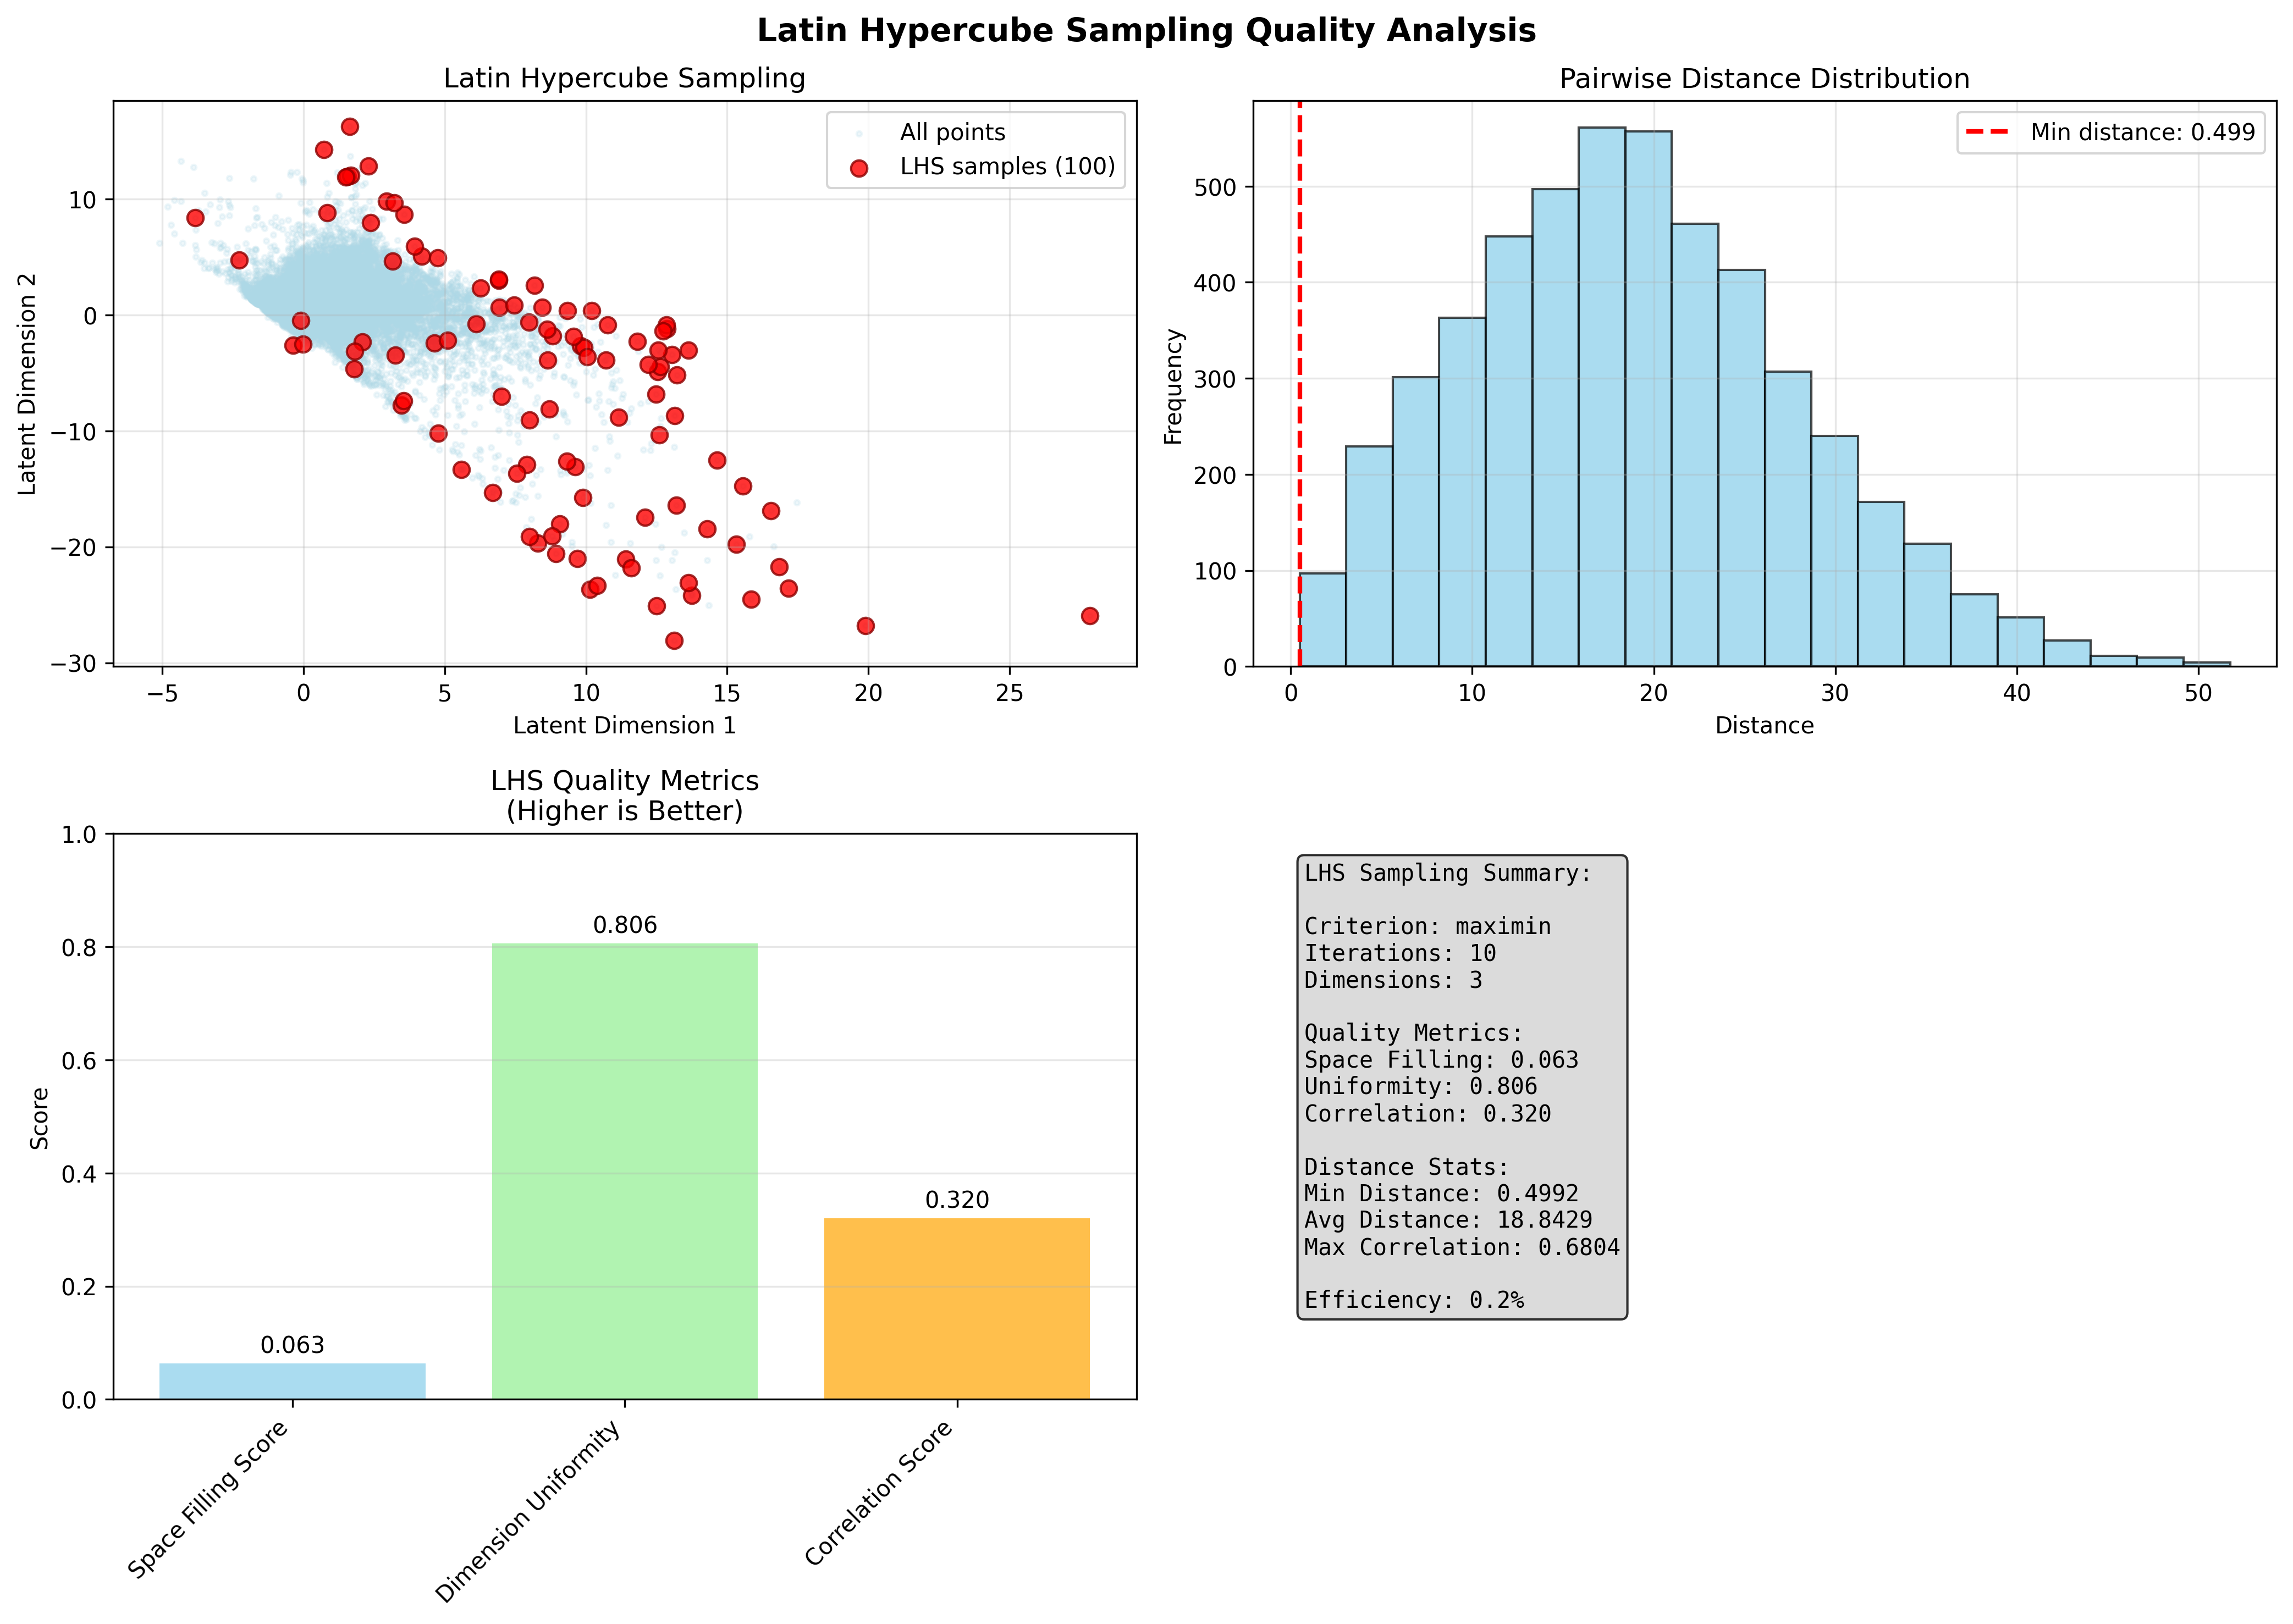 Latin Hypercube Sampling Quality Analysis
Latin Hypercube Sampling
All points
LHS samples (100)
10
0
−10
−20
−30
Latent Dimension 2
−5
0
5
10
15
20
25
Latent Dimension 1
Pairwise Distance Distribution
Min distance: 0.499
500
400
300
200
100
0
Frequency
0
10
20
30
40
50
Distance
LHS Quality Metrics
(Higher is Better)
1.0
0.8
0.6
0.4
0.2
0.0
Score
0.063
0.806
0.320
Space Filling Score
Dimension Uniformity
Correlation Score
LHS Sampling Summary:
Criterion: maximin
Iterations: 10
Dimensions: 3
Quality Metrics:
Space Filling: 0.063
Uniformity: 0.806
Correlation: 0.320
Distance Stats:
Min Distance: 0.4992
Avg Distance: 18.8429
Max Correlation: 0.6804
Efficiency: 0.2%